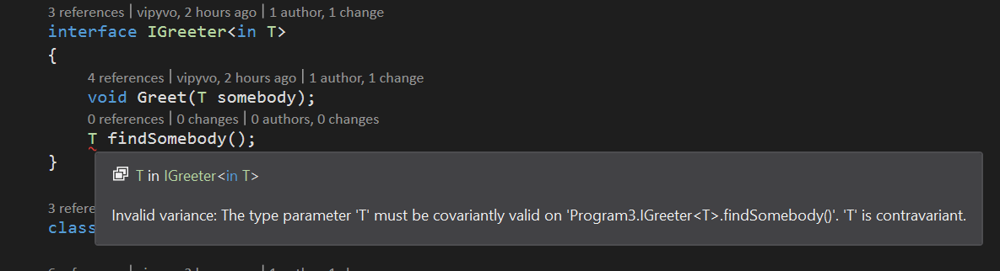 3 references | vipyvo, 2 hours ago | 1 author, 1 change
interface IGreeter<in T>
{
4 references | vipyvo, 2 hours ago | 1 author, 1 change
void Greet(T somebody);
0 references | 0 changes | 0 authors, 0 changes
T findSomebody();
}
T in IGreeter<in T>
Invalid variance: The type parameter 'T' must be covariantly valid on 'Program3.IGreeter<T>.findSomebody()'. 'T' is contravariant.
3 refere
class